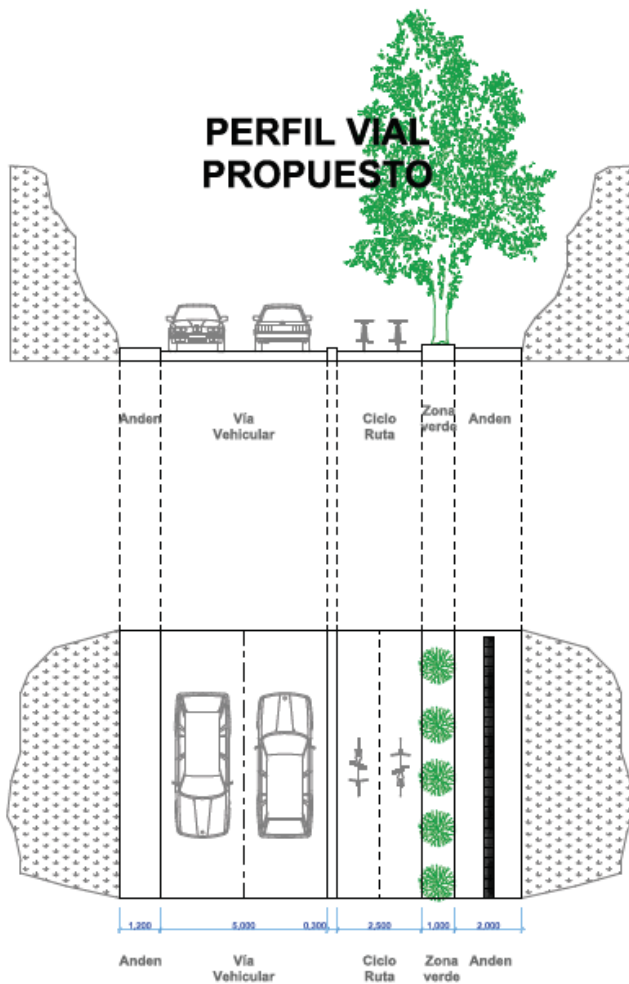 PERFIL VIAL
PROPUESTO
Anden
Vía
Vehicular
Ciclo
Ruta
Zona
verde
Anden
1,200 5,000 0.300 2,500 1,000 2,000
Anden
Vía
Vehicular
Ciclo
Ruta
Zona
verde
Anden